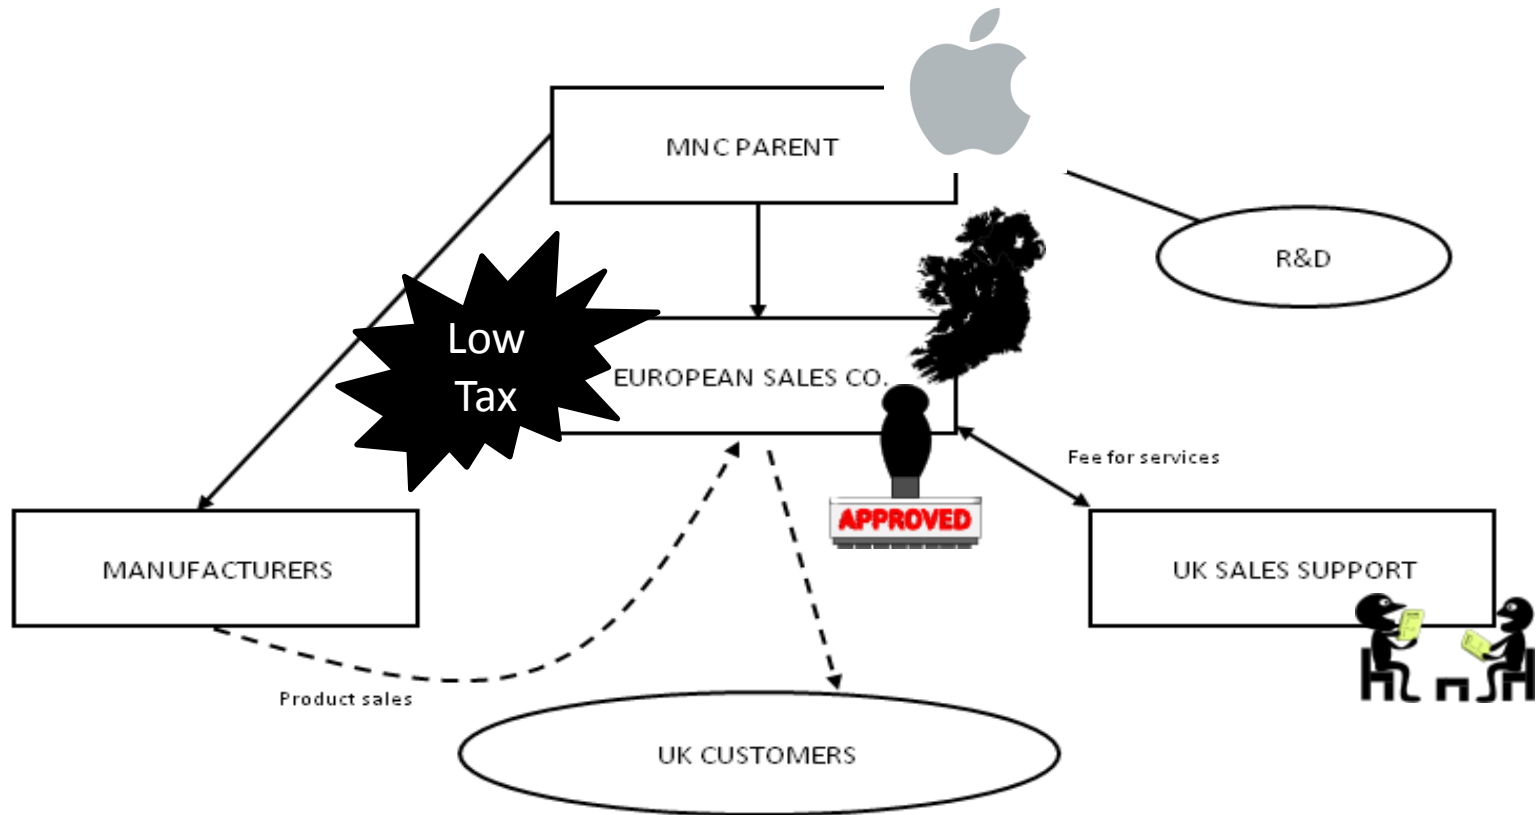 MNC PARENT
R&D
Low
Tax
EUROPEAN SALES CO.
Fee for services
APPROVED
MANUFACTURERS
UK SALES SUPPORT
Product sales
UK CUSTOMERS